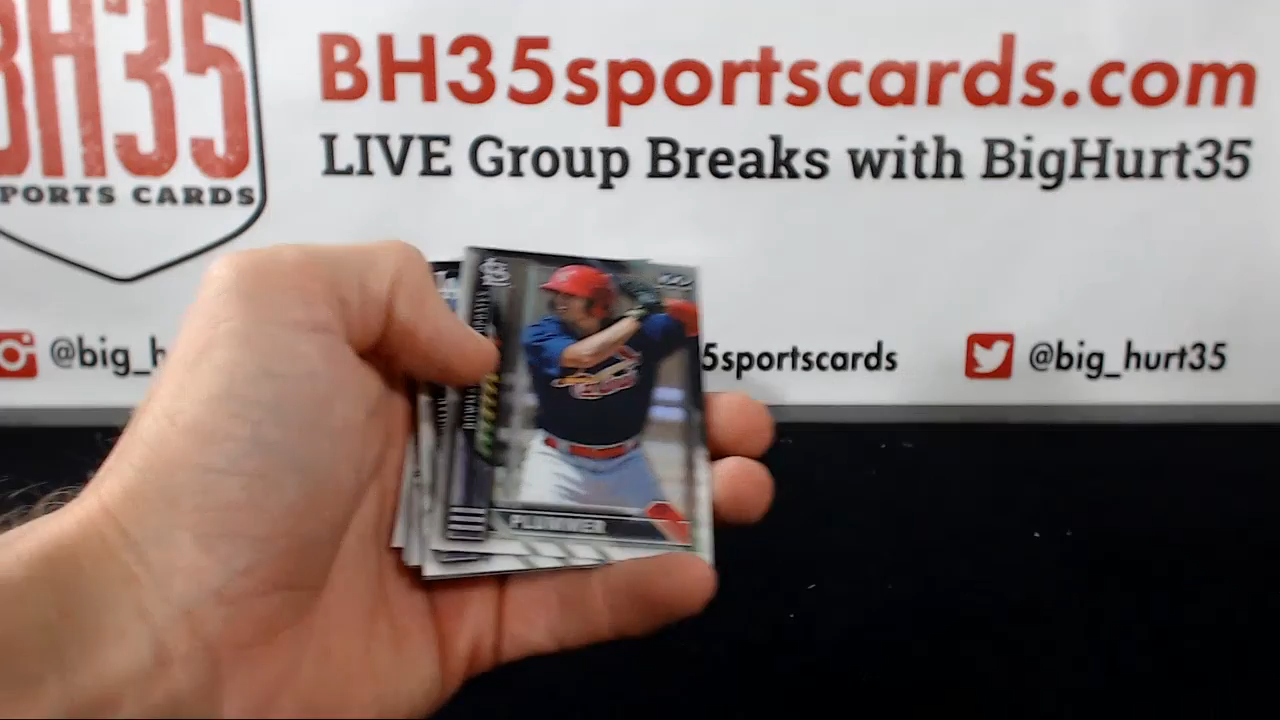 BH35
SPORTS CARDS
BH35sportscards.com
LIVE Group Breaks with BigHurt35
@big_h
5sportscards
@big_hurt35
PLUMMER